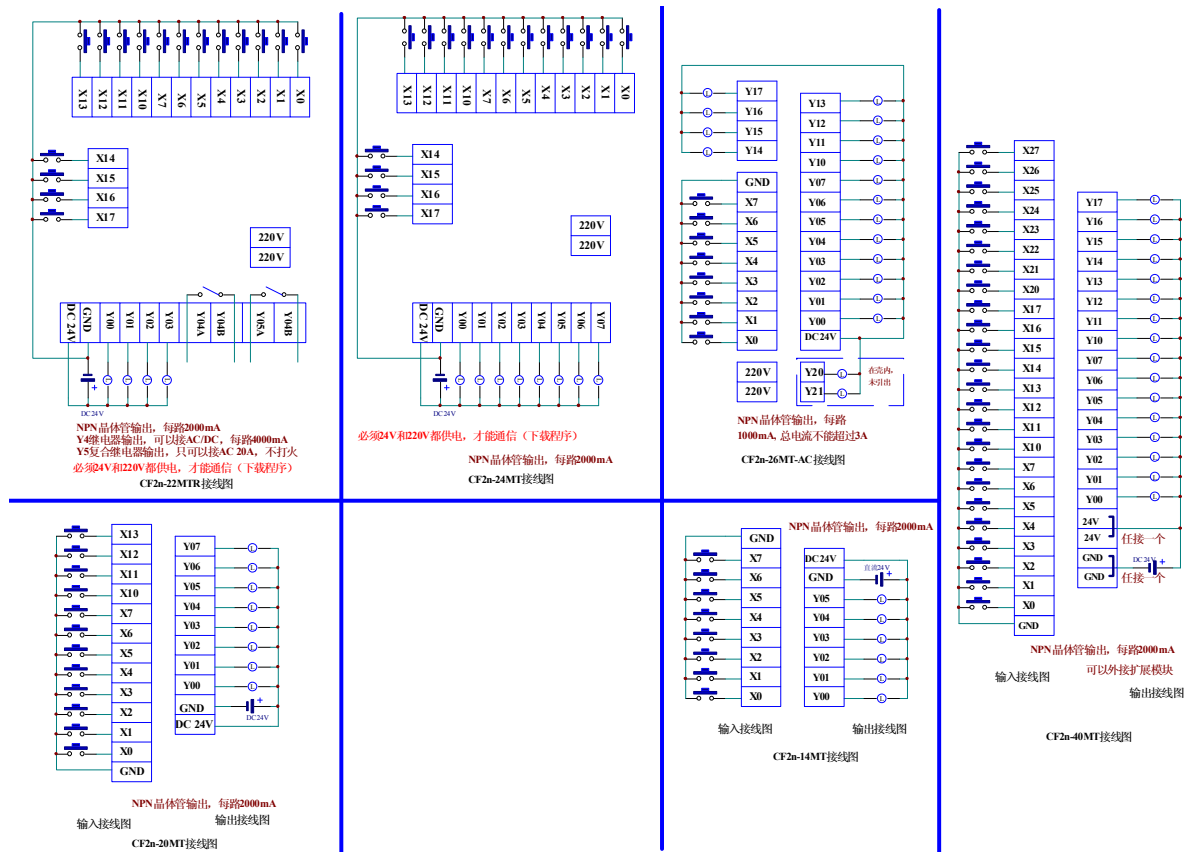 X13
X12
X11
X10
X7
X6
X5
X4
X3
X2
X1
X0
X14
X15
X16
X17
220V
220V
DC 24V
GND
Y00
Y01
Y02
Y03
Y04A
Y04B
Y05A
Y04B
L
L
L
L
+
DC24V
NPN晶体管输出，每路2000mA
Y4继电器输出，可以接AC/DC，每路4000mA
Y5复合继电器输出，只可以接AC 20A，不打火
必须24V和220V都供电，才能通信（下载程序）
CF2n-22MTR接线图
X13
X12
X11
X10
X7
X6
X5
X4
X3
X2
X1
X0
X14
X15
X16
X17
220V
220V
DC 24V
GND
Y00
Y01
Y02
Y03
Y04
Y05
Y06
Y07
L
L
L
L
L
L
L
L
+
DC24V
必须24V和220V都供电，才能通信（下载程序）
NPN晶体管输出，每路2000mA
CF2n-24MT接线图
L Y17
L Y16
L Y15
L Y14
GND
X7
X6
X5
X4
X3
X2
X1
X0
220V
220V
Y13 L
Y12 L
Y11 L
Y10 L
Y07 L
Y06 L
Y05 L
Y04 L
Y03 L
Y02 L
Y01 L
Y00 L
DC24V
Y20 L
Y21 L
在壳内，
未引出
NPN晶体管输出，每路
1000mA, 总电流不能超过3A
CF2n-26MT-AC接线图
X27
X26
X25
X24
X23
X22
X21
X20
X17
X16
X15
X14
X13
X12
X11
X10
X7
X6
X5
X4
X3
X2
X1
X0
GND
Y17 L
Y16 L
Y15 L
Y14 L
Y13 L
Y12 L
Y11 L
Y10 L
Y07 L
Y06 L
Y05 L
Y04 L
Y03 L
Y02 L
Y01 L
Y00 L
24V
24V
任接一个
GND
GND
DC24V +
任接一个
NPN晶体管输出，每路2000mA
可以外接扩展模块
输入接线图
输出接线图
CF2n-40MT接线图
X13
X12
X11
X10
X7
X6
X5
X4
X3
X2
X1
X0
GND
Y07 L
Y06 L
Y05 L
Y04 L
Y03 L
Y02 L
Y01 L
Y00 L
GND +
DC24V
DC 24V
NPN晶体管输出，每路2000mA
输入接线图
输出接线图
CF2n-20MT接线图
NPN晶体管输出，每路2000mA
GND
X7
X6
X5
X4
X3
X2
X1
X0
DC24V
直流24V
GND +
Y05 L
Y04 L
Y03 L
Y02 L
Y01 L
Y00 L
输入接线图
输出接线图
CF2n-14MT接线图